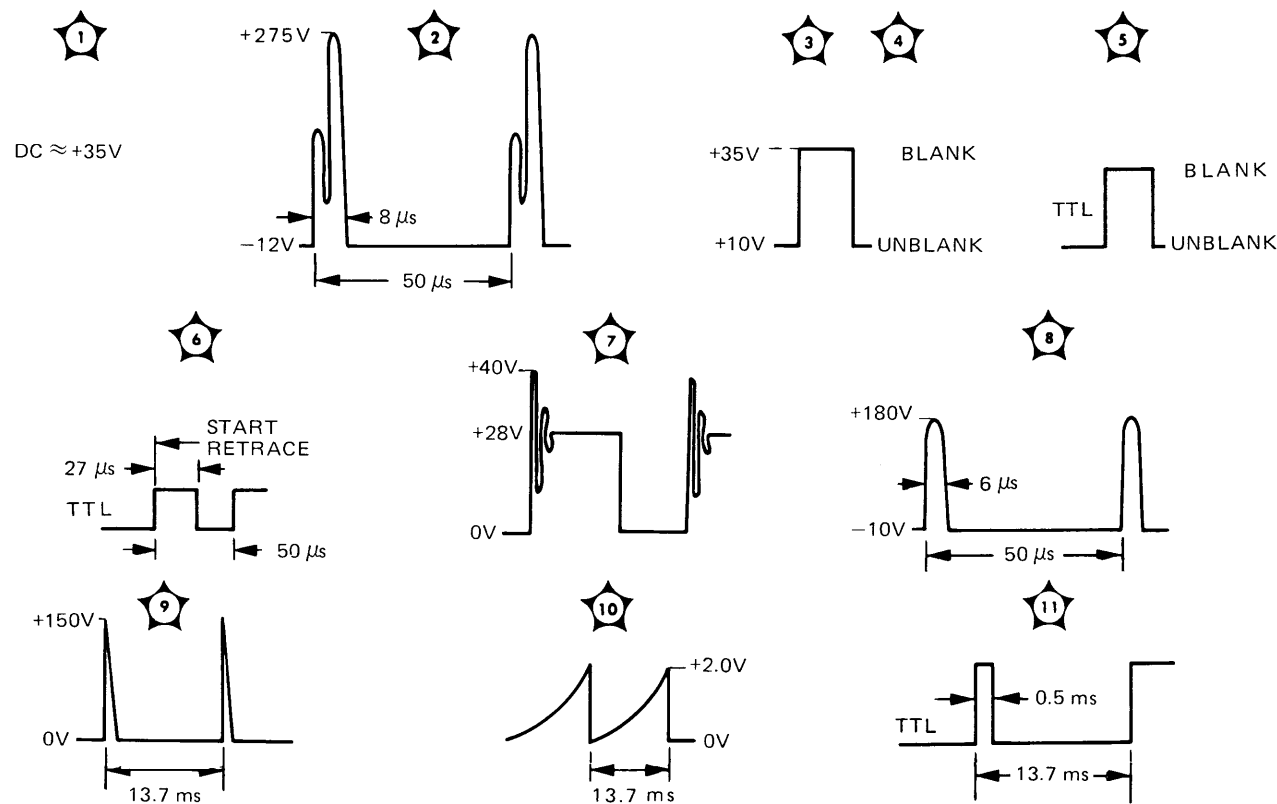 1
2
3
4
5
+275V
DC ≈ +35V
8 μs
−12V
50 μs
+35V
BLANK
+10V
UNBLANK
TTL
BLANK
UNBLANK
6
7
8
START
RETRACE
27 μs
TTL
50 μs
+40V
+28V
0V
+180V
6 μs
−10V
50 μs
9
10
11
+150V
0V
13.7 ms
+2.0V
0V
13.7 ms
0.5 ms
TTL
13.7 ms